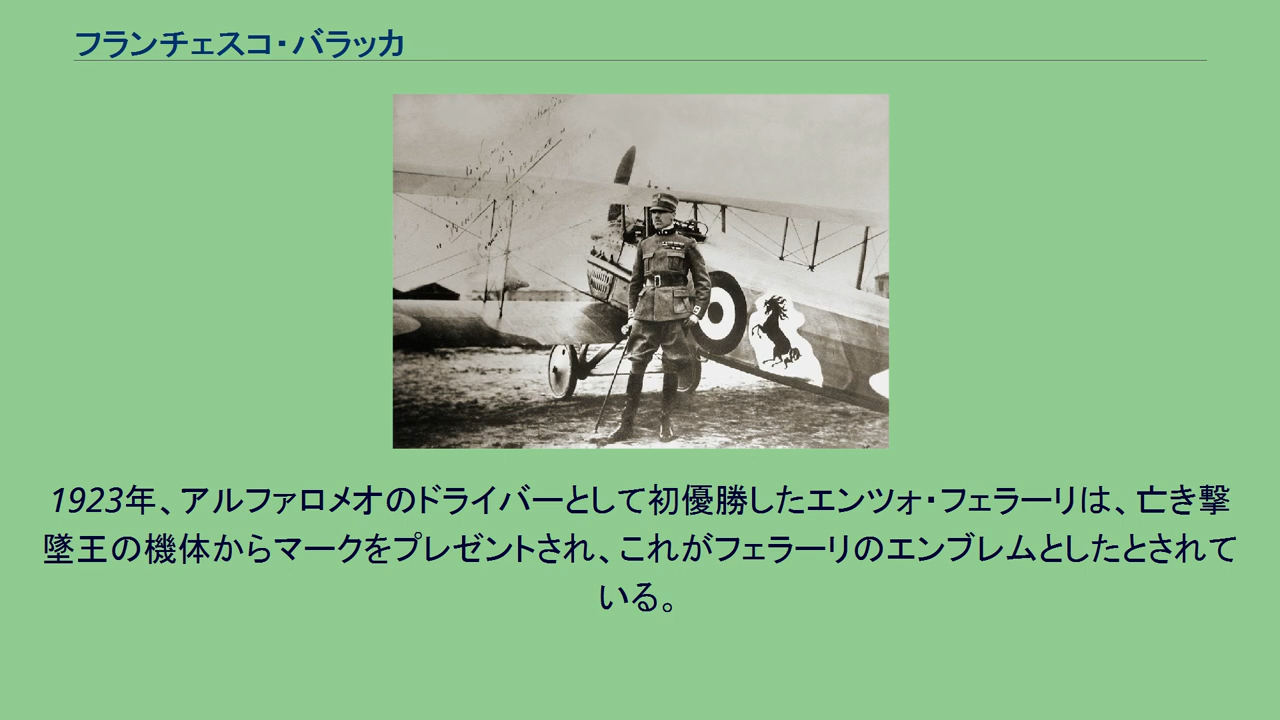 フランチェスコ・バラッカ
1923年、アルファロメオのドライバーとして初優勝したエンツォ・フェラーリは、亡き撃
墜王の機体からマークをプレゼントされ、これがフェラーリのエンブレムとしたとされて
いる。